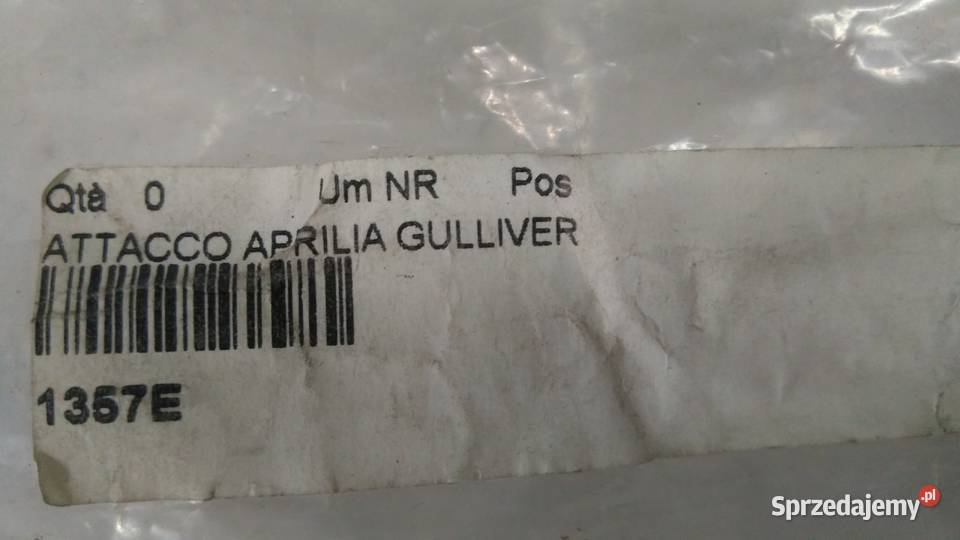 Qtà 0 Um NR Pos
ATTACCO APRILIA GULLIVER
1357E
Sprzedajemy.pl